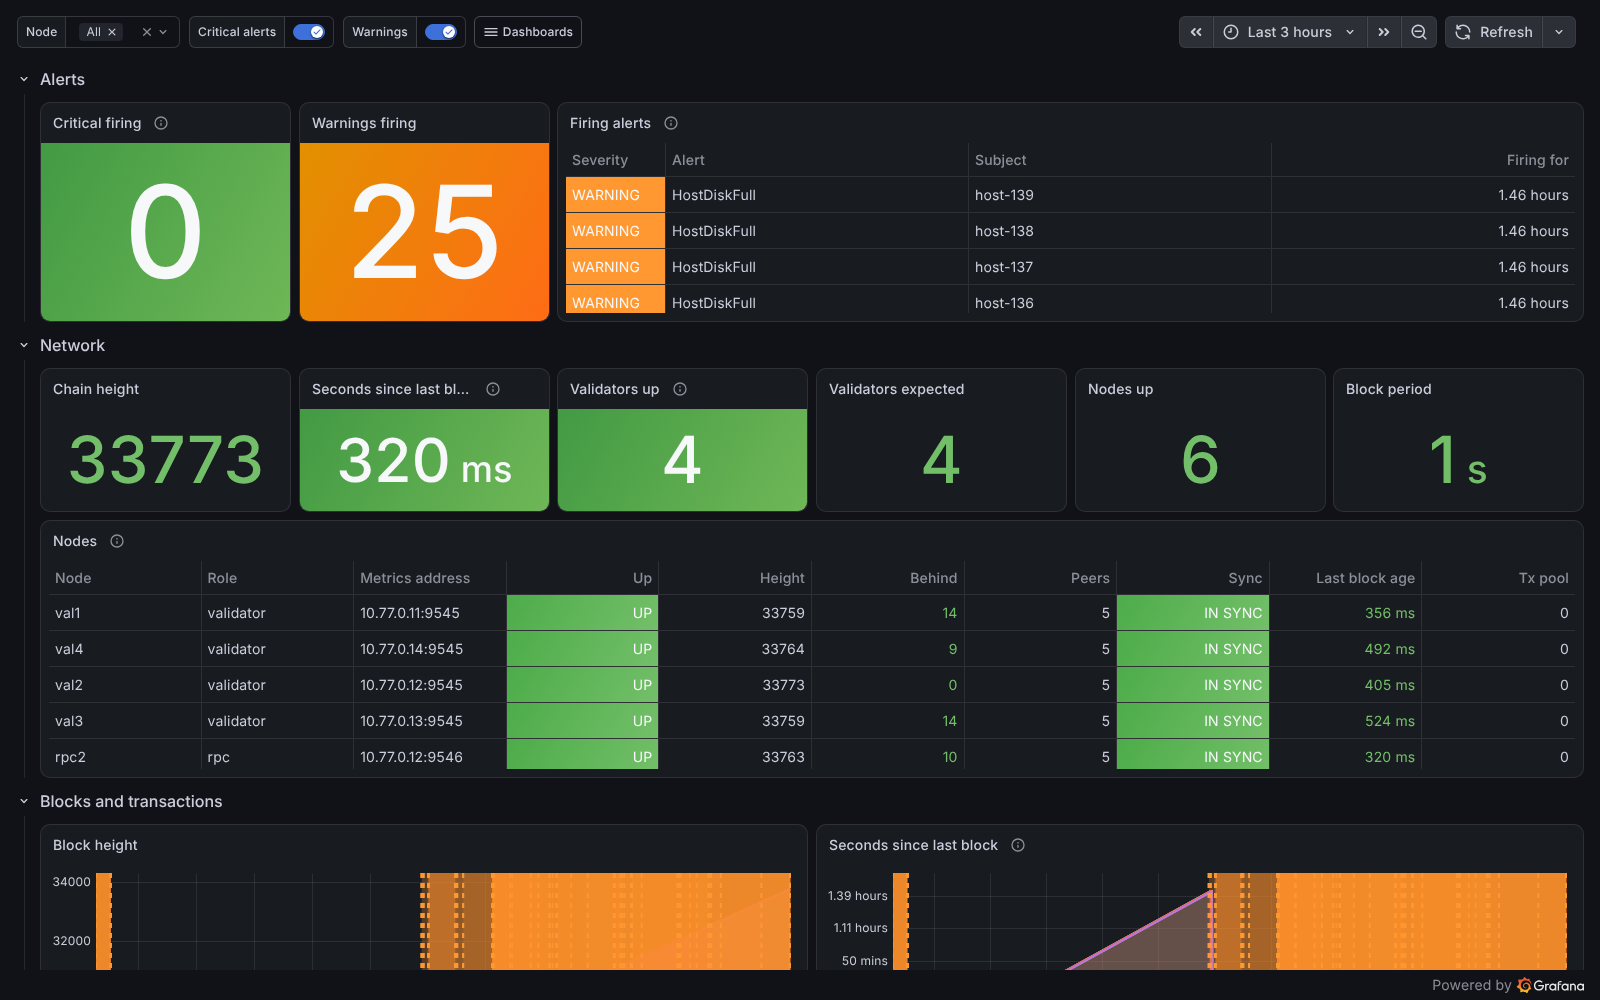 Node All Critical alerts Warnings Dashboards Last 3 hours Refresh
Alerts
Critical firing
0
Warnings firing
25
Firing alerts
Severity Alert Subject Firing for
WARNING HostDiskFull host-139 1.46 hours
WARNING HostDiskFull host-138 1.46 hours
WARNING HostDiskFull host-137 1.46 hours
WARNING HostDiskFull host-136 1.46 hours
Network
Chain height
33773
Seconds since last bl...
320 ms
Validators up
4
Validators expected
4
Nodes up
6
Block period
1 s
Nodes
Node Role Metrics address Up Height Behind Peers Sync Last block age Tx pool
val1 validator 10.77.0.11:9545 UP 33759 14 5 IN SYNC 356 ms 0
val4 validator 10.77.0.14:9545 UP 33764 9 5 IN SYNC 492 ms 0
val2 validator 10.77.0.12:9545 UP 33773 0 5 IN SYNC 405 ms 0
val3 validator 10.77.0.13:9545 UP 33759 14 5 IN SYNC 524 ms 0
rpc2 rpc 10.77.0.12:9546 UP 33763 10 5 IN SYNC 320 ms 0
Blocks and transactions
Block height
34000
32000
Seconds since last block
1.39 hours
1.11 hours
50 mins
Powered by Grafana